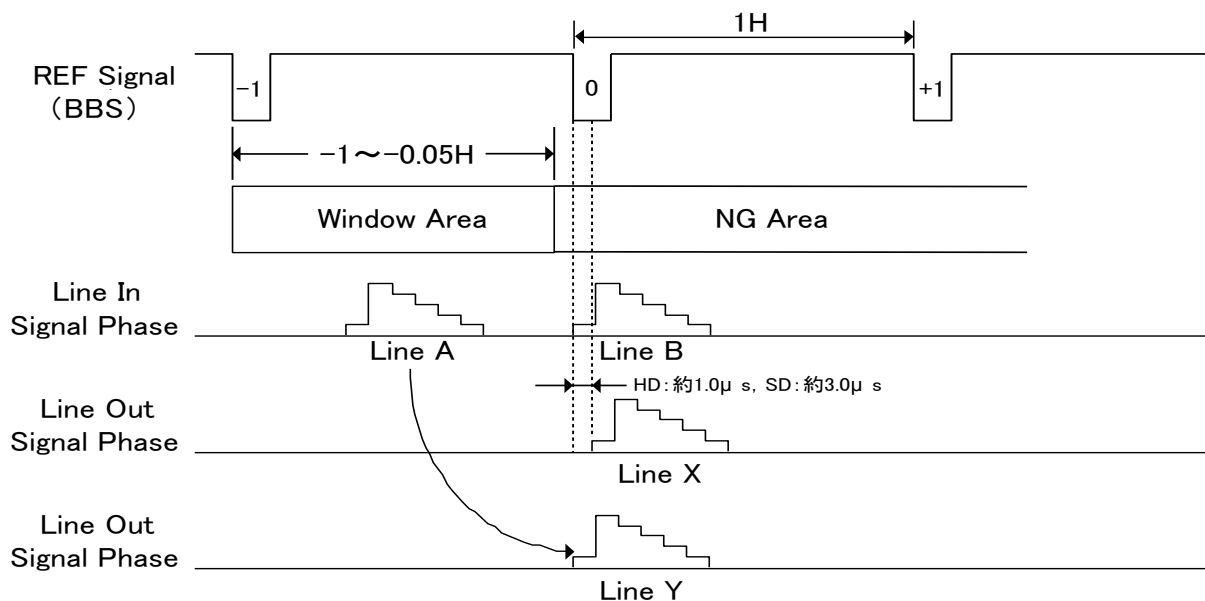 1H
REF Signal
(BBS)
−1
0
+1
−1～−0.05H
Window Area
NG Area
Line In
Signal Phase
Line A
Line B
HD：約1.0μ s, SD：約3.0μ s
Line Out
Signal Phase
Line X
Line Out
Signal Phase
Line Y